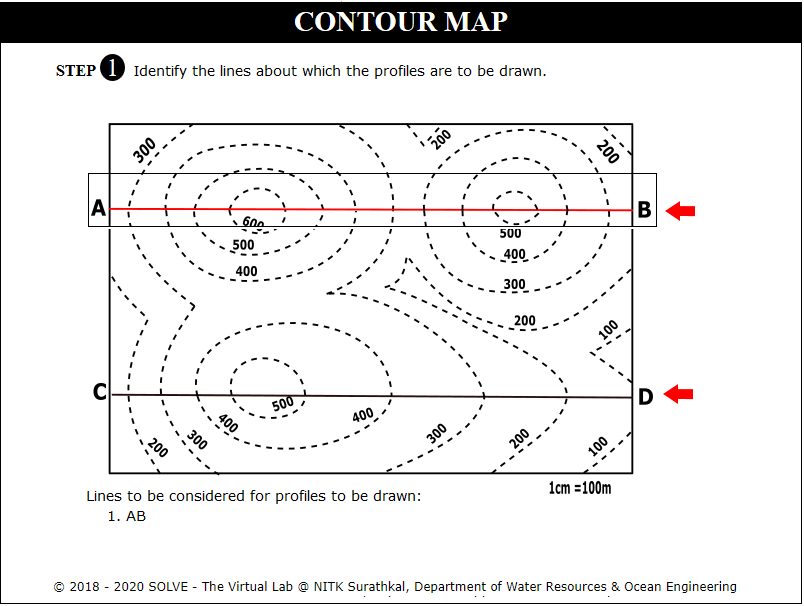 CONTOUR MAP
STEP 1 Identify the lines about which the profiles are to be drawn.
300
200
200
A
B
600
500
400
500
400
300
200
100
C
D
500
400
400
300
200
300
200
100
1cm =100m
Lines to be considered for profiles to be drawn:
1. AB
© 2018 - 2020 SOLVE - The Virtual Lab @ NITK Surathkal, Department of Water Resources & Ocean Engineering